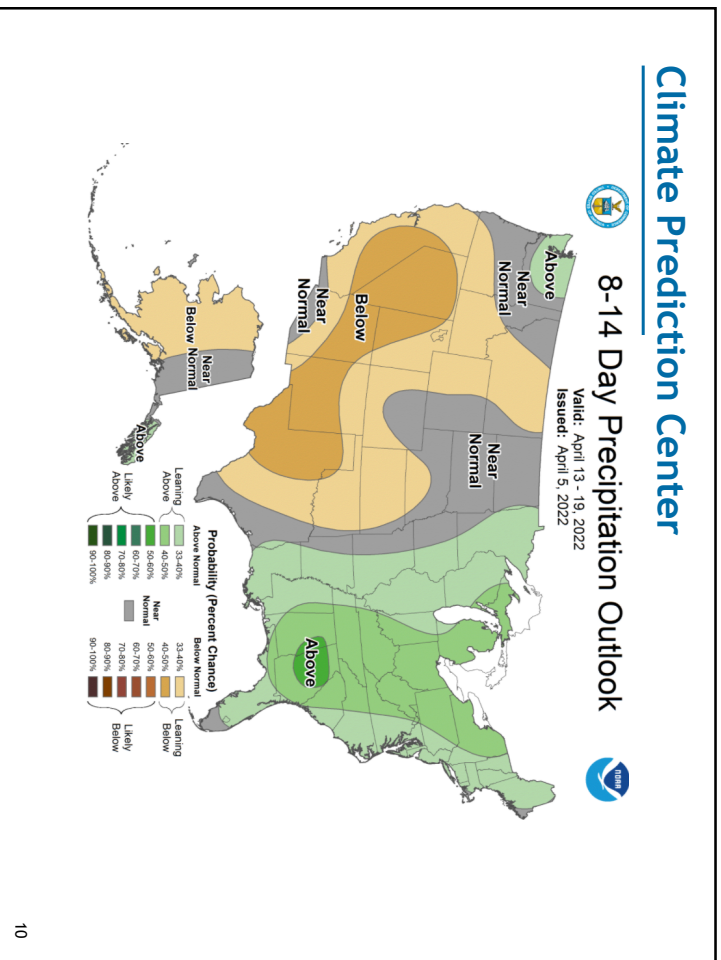 Climate Prediction Center
8-14 Day Precipitation Outlook
Valid: April 13 - 19, 2022
Issued: April 5, 2022
NOAA
Above
Near
Normal
Near
Normal
Below
Near
Normal
Above
Below
Near
Normal
Above
Probability (Percent Chance)
Above Normal
Below Normal
Leaning
Above
33-40%
40-50%
50-60%
60-70%
70-80%
80-90%
90-100%
Likely
Above
Near
Normal
33-40%
40-50%
50-60%
60-70%
70-80%
80-90%
90-100%
Leaning
Below
Likely
Below
10